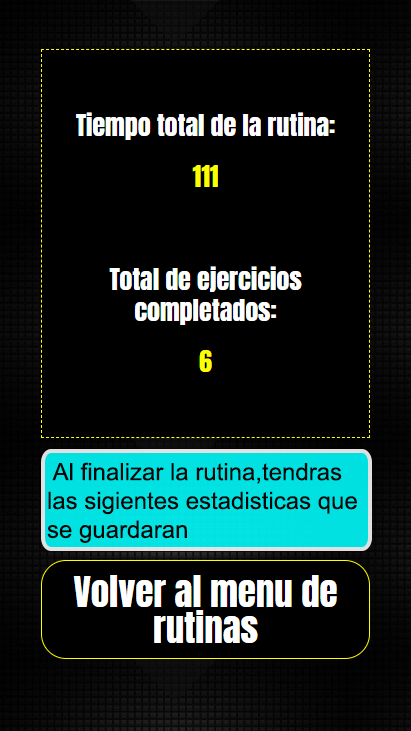 Tiempo total de la rutina:
111
Total de ejercicios
completados:
6
Al finalizar la rutina,tendras
las sigientes estadisticas que
se guardaran
Volver al menu de
rutinas